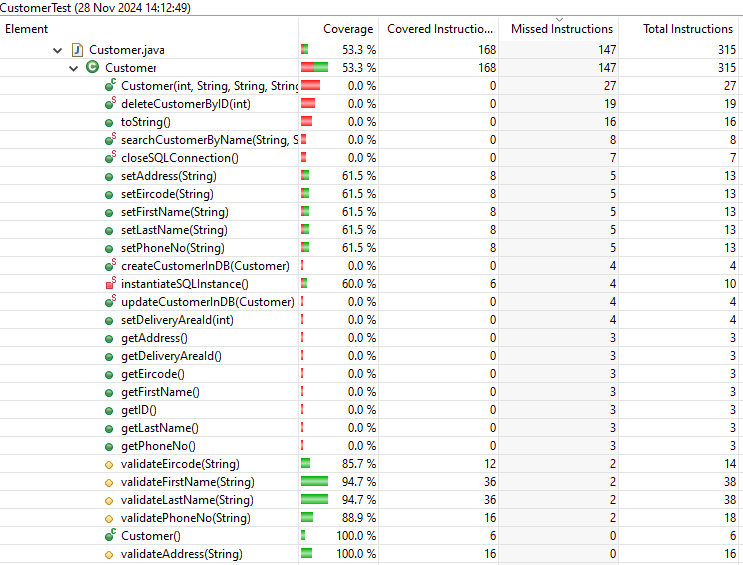 CustomerTest (28 Nov 2024 14:12:49)
Element Coverage Covered Instructio... Missed Instructions Total Instructions
Customer.java 53.3 % 168 147 315
Customer 53.3 % 168 147 315
Customer(int, String, String, String 0.0 % 0 27 27
deleteCustomerByID(int) 0.0 % 0 19 19
toString() 0.0 % 0 16 16
searchCustomerByName(String, S 0.0 % 0 8 8
closeSQLConnection() 0.0 % 0 7 7
setAddress(String) 61.5 % 8 5 13
setEircode(String) 61.5 % 8 5 13
setFirstName(String) 61.5 % 8 5 13
setLastName(String) 61.5 % 8 5 13
setPhoneNo(String) 61.5 % 8 5 13
createCustomerInDB(Customer) 0.0 % 0 4 4
instantiateSQLInstance() 60.0 % 6 4 10
updateCustomerInDB(Customer) 0.0 % 0 4 4
setDeliveryAreaId(int) 0.0 % 0 4 4
getAddress() 0.0 % 0 3 3
getDeliveryAreaId() 0.0 % 0 3 3
getEircode() 0.0 % 0 3 3
getFirstName() 0.0 % 0 3 3
getID() 0.0 % 0 3 3
getLastName() 0.0 % 0 3 3
getPhoneNo() 0.0 % 0 3 3
validateEircode(String) 85.7 % 12 2 14
validateFirstName(String) 94.7 % 36 2 38
validateLastName(String) 94.7 % 36 2 38
validatePhoneNo(String) 88.9 % 16 2 18
Customer() 100.0 % 6 0 6
validateAddress(String) 100.0 % 16 0 16